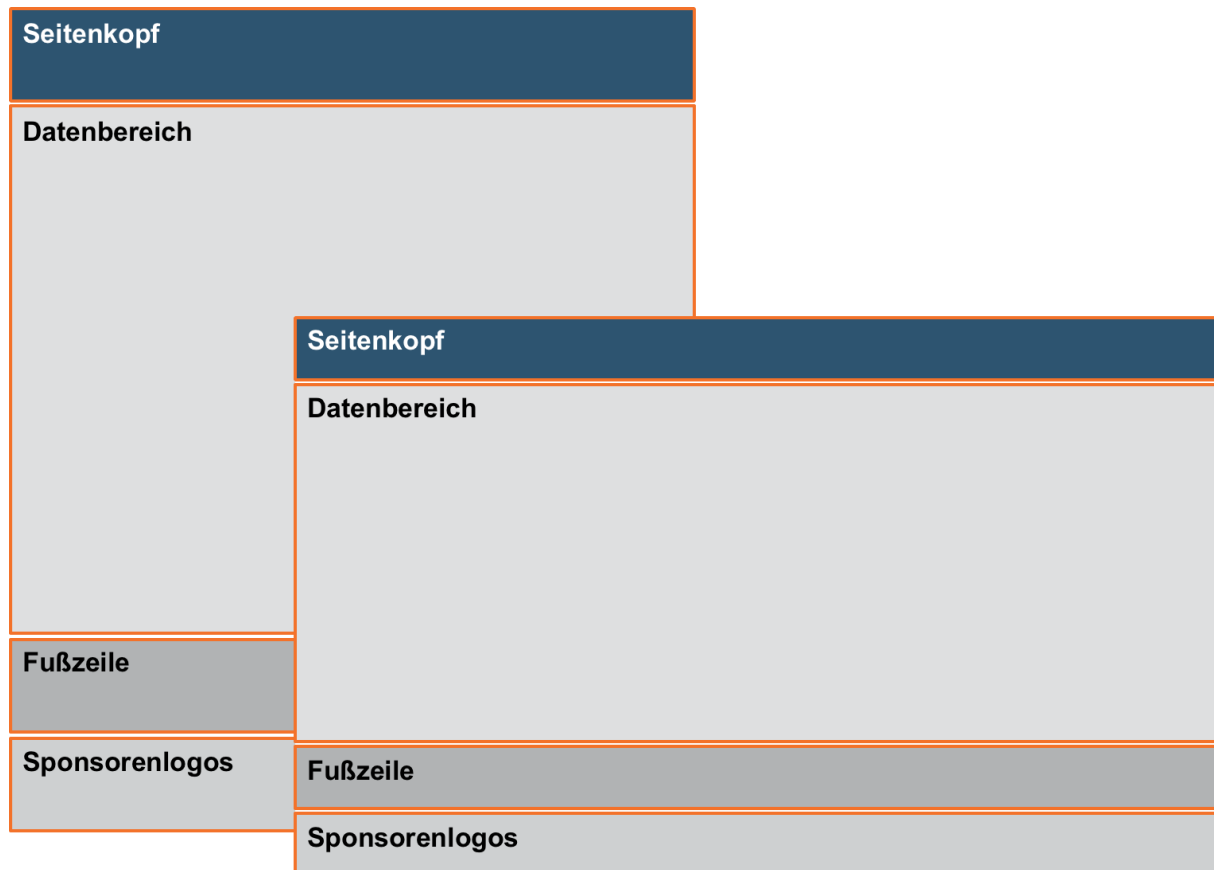 Seitenkopf
Datenbereich
Fußzeile
Sponsorenlogos
Seitenkopf
Datenbereich
Fußzeile
Sponsorenlogos